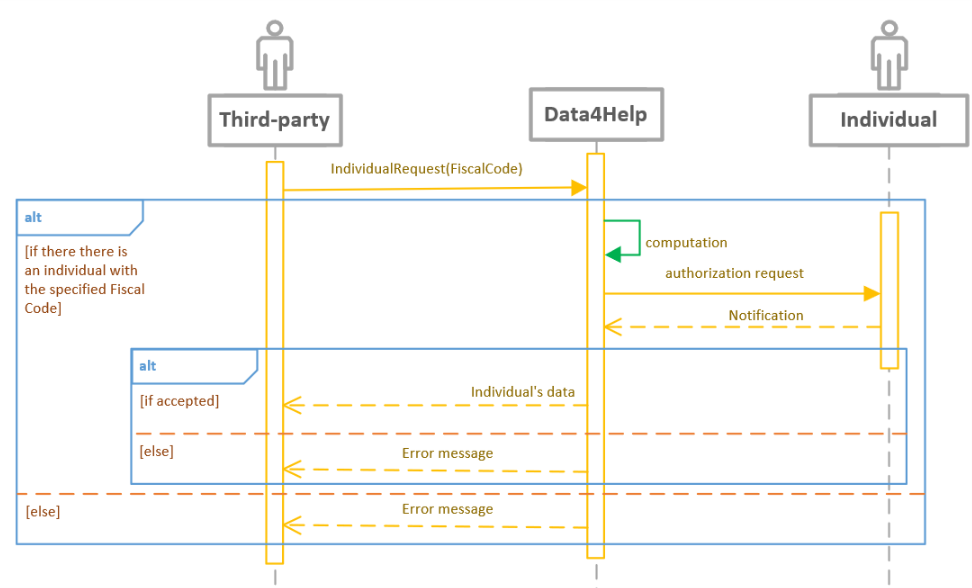 Third-party
Data4Help
Individual
IndividualRequest(FiscalCode)
alt
[if there there is
an individual with
the specified Fiscal
Code]
computation
authorization request
Notification
alt
[if accepted]
Individual's data
[else]
Error message
[else]
Error message